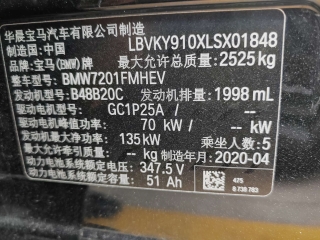 华晨宝马汽车有限公司制造
制造国:中国 LBVKY910XLSX01848
品牌:宝马(BMW)牌 最大允许总质量:2525kg
整车型号:BMW7201FMHEV
发动机型号:B48B20C 发动机排量:1998 mL
驱动电机型号: GC1P25A / --
驱动电机峰值功率: 70 kW / -- kW
发动机最大净功率: 135kW 乘坐人数:5
最大允许牵引质量: -- kg 制造年月:2020-04
动力电池系统额定电压:347.5 V
动力电池系统额定容量: 51 Ah
475
8 739 783